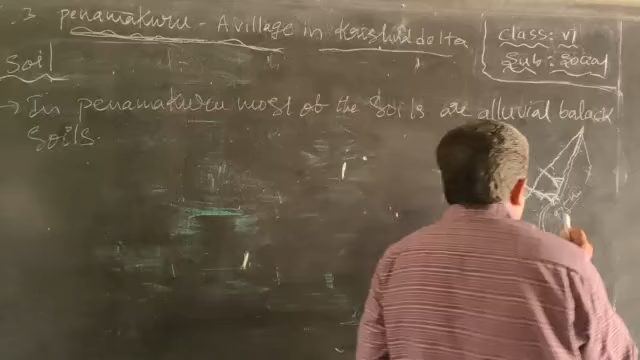 .3 penamakuru - A village in Krishna delta
class: VI
Sub: Social
Soil
→ In penamakuru most of the Soils are alluvial balack
Soils.